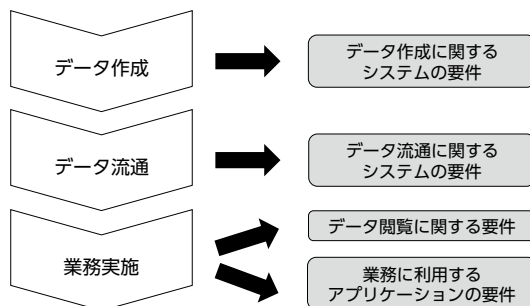 データ作成
データ作成に関する
システムの要件
データ流通
データ流通に関する
システムの要件
業務実施
データ閲覧に関する要件
業務に利用する
アプリケーションの要件